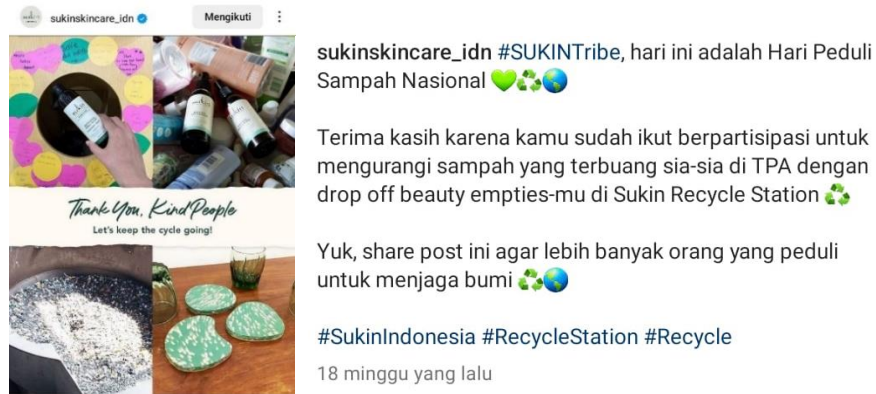 sukinskincare_idn
Mengikuti
Thank You, Kind People
Let's keep the cycle going!
sukinskincare_idn #SUKINTribe, hari ini adalah Hari Peduli
Sampah Nasional 💚♻️🌎
Terima kasih karena kamu sudah ikut berpartisipasi untuk
mengurangi sampah yang terbuang sia-sia di TPA dengan
drop off beauty empties-mu di Sukin Recycle Station ♻️
Yuk, share post ini agar lebih banyak orang yang peduli
untuk menjaga bumi ♻️🌎
#SukinIndonesia #RecycleStation #Recycle
18 minggu yang lalu